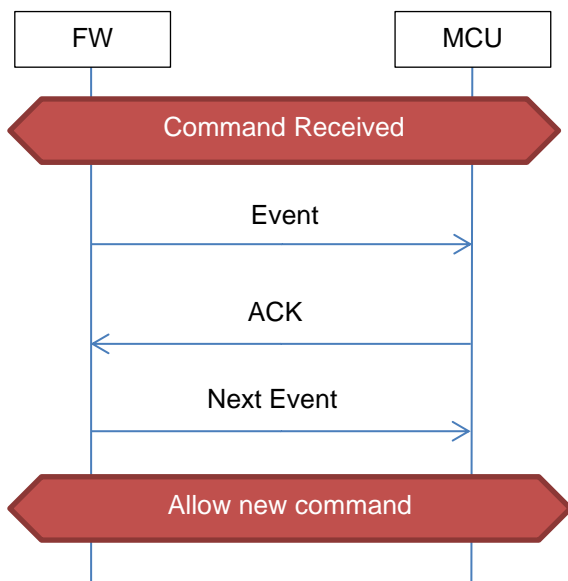 FW
MCU
Command Received
Event
ACK
Next Event
Allow new command